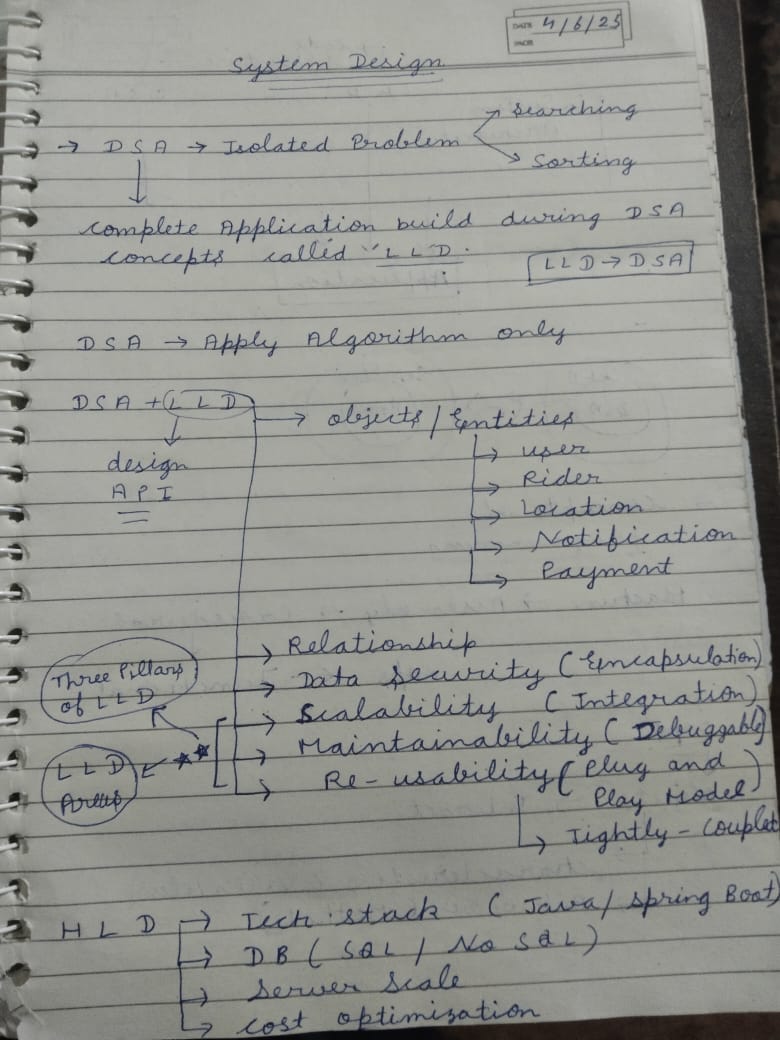 DATE 4/6/25
PAGE
System Design
→ DSA → Isolated Problem
→ Searching
→ Sorting
↓
complete Application build during DSA
concepts called "LLD.
LLD → DSA
DSA → Apply Algorithm only
DSA + LLD
→ objects / Entities
↓
design
API
→ user
→ Rider
→ Location
→ Notification
→ Payment
→ Relationship
→ Data Security (Encapsulation)
→ Scalability (Integration)
→ Maintainability (Debuggable)
→ Re-usability (Plug and
Play Model)
→ Tightly - Couplet
Three Pillars
of LLD
LLD
HLD → Tech stack (Java/ Spring Boot)
→ DB (SQL / No SQL)
→ Server Scale
→ cost optimization